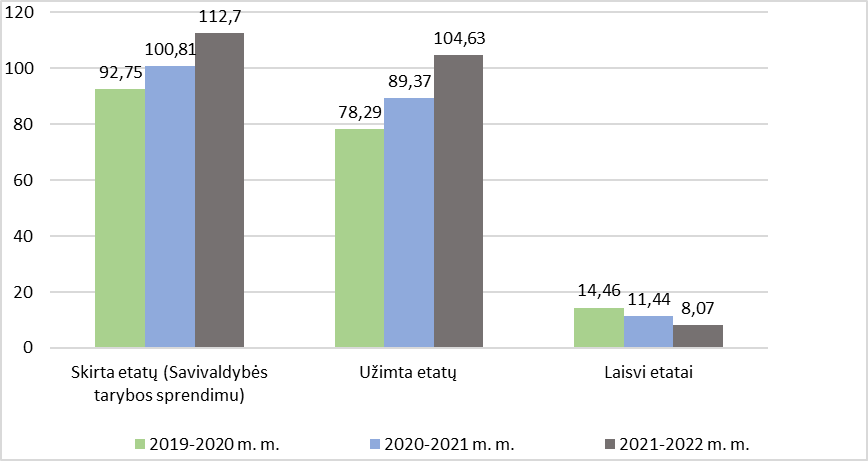 120
100
80
60
40
20
0
92,75
100,81
112,7
78,29
89,37
104,63
14,46
11,44
8,07
Skirta etatų (Savivaldybės
tarybos sprendimu)
Užimta etatų
Laisvi etatai
2019-2020 m. m.
2020-2021 m. m.
2021-2022 m. m.